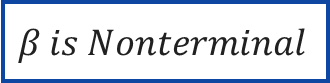 β is Nonterminal